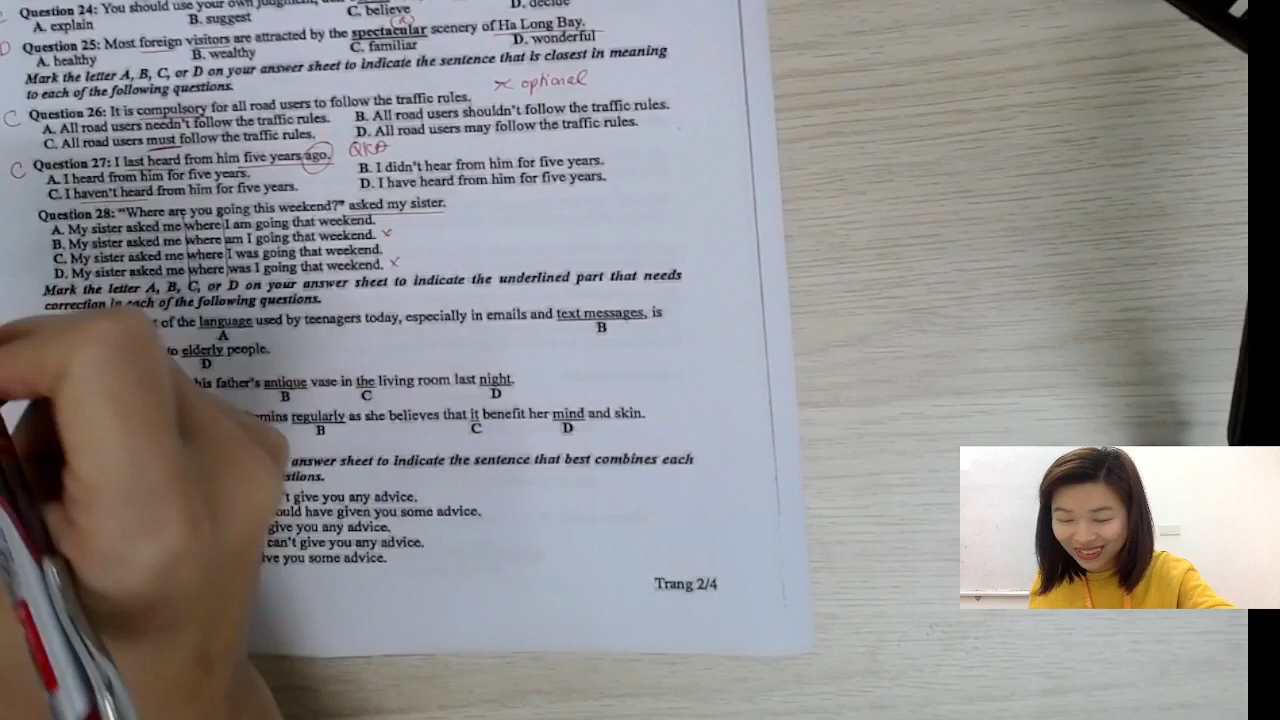 Question 24: You should use your own judgment,
A. explain B. suggest C. believe D. decide
D Question 25: Most foreign visitors are attracted by the spectacular scenery of Ha Long Bay.
A. healthy B. wealthy C. familiar D. wonderful
Mark the letter A, B, C, or D on your answer sheet to indicate the sentence that is closest in meaning
to each of the following questions.
x optional
C Question 26: It is compulsory for all road users to follow the traffic rules.
A. All road users needn't follow the traffic rules. B. All road users shouldn't follow the traffic rules.
C. All road users must follow the traffic rules. D. All road users may follow the traffic rules.
C Question 27: I last heard from him five years ago. QKĐ
A. I heard from him for five years. B. I didn't hear from him for five years.
C. I haven't heard from him for five years. D. I have heard from him for five years.
Question 28: "Where are you going this weekend?" asked my sister.
A. My sister asked me where I am going that weekend.
B. My sister asked me where am I going that weekend. x
C. My sister asked me where I was going that weekend.
D. My sister asked me where was I going that weekend. x
Mark the letter A, B, C, or D on your answer sheet to indicate the underlined part that needs
correction in each of the following questions.
of the language used by teenagers today, especially in emails and text messages, is
A B
to elderly people.
D
his father's antique vase in the living room last night.
B C D
regularly as she believes that it benefit her mind and skin.
B C D
answer sheet to indicate the sentence that best combines each
give you any advice.
have given you some advice.
give you any advice.
can't give you any advice.
you some advice.
Trang 2/4